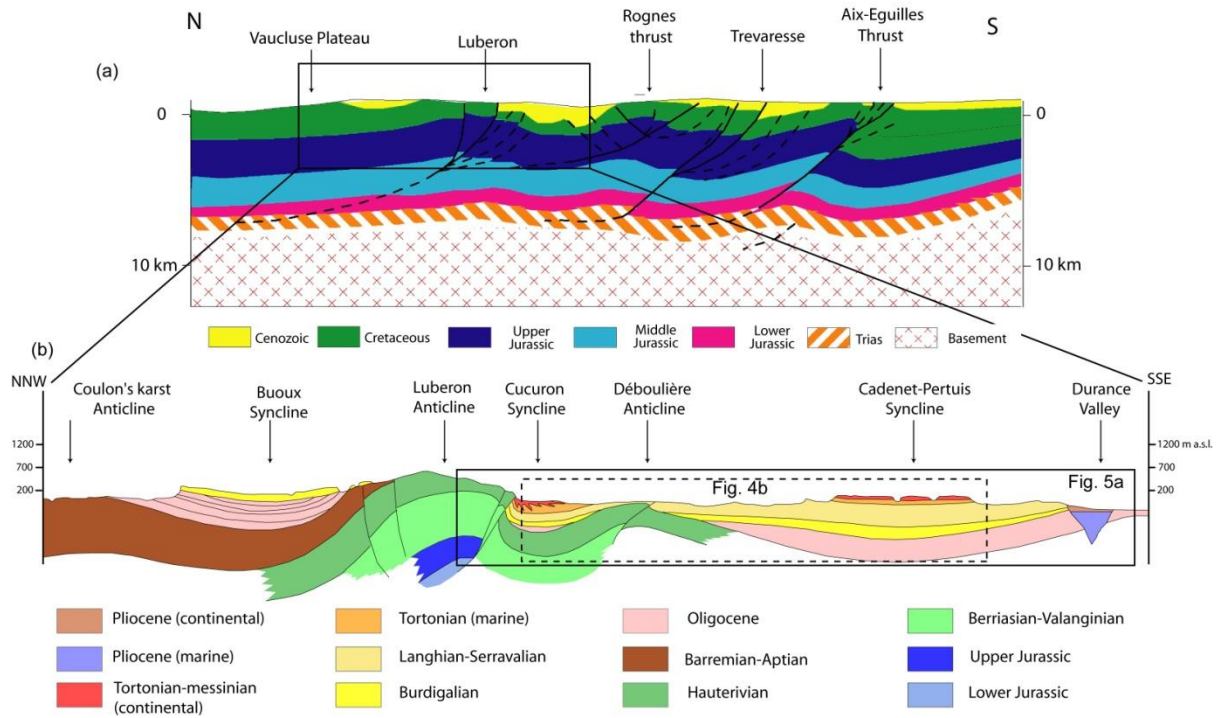 N
S
Vaucluse Plateau
Luberon
Rognes
thrust
Trevaresse
Aix-Eguilles
Thrust
(a)
0
0
10 km
10 km
Cenozoic
Cretaceous
Upper
Jurassic
Middle
Jurassic
Lower
Jurassic
Trias
Basement
(b)
NNW
SSE
Coulon's karst
Anticline
Buoux
Syncline
Luberon
Anticline
Cucuron
Syncline
Déboulière
Anticline
Cadenet-Pertuis
Syncline
Durance
Valley
1200
700
200
1200 m a.s.l.
700
200
Fig. 4b
Fig. 5a
Pliocene (continental)
Tortonian (marine)
Oligocene
Berriasian-Valanginian
Pliocene (marine)
Langhian-Serravalian
Barremian-Aptian
Upper Jurassic
Tortonian-messinian
(continental)
Burdigalian
Hauterivian
Lower Jurassic